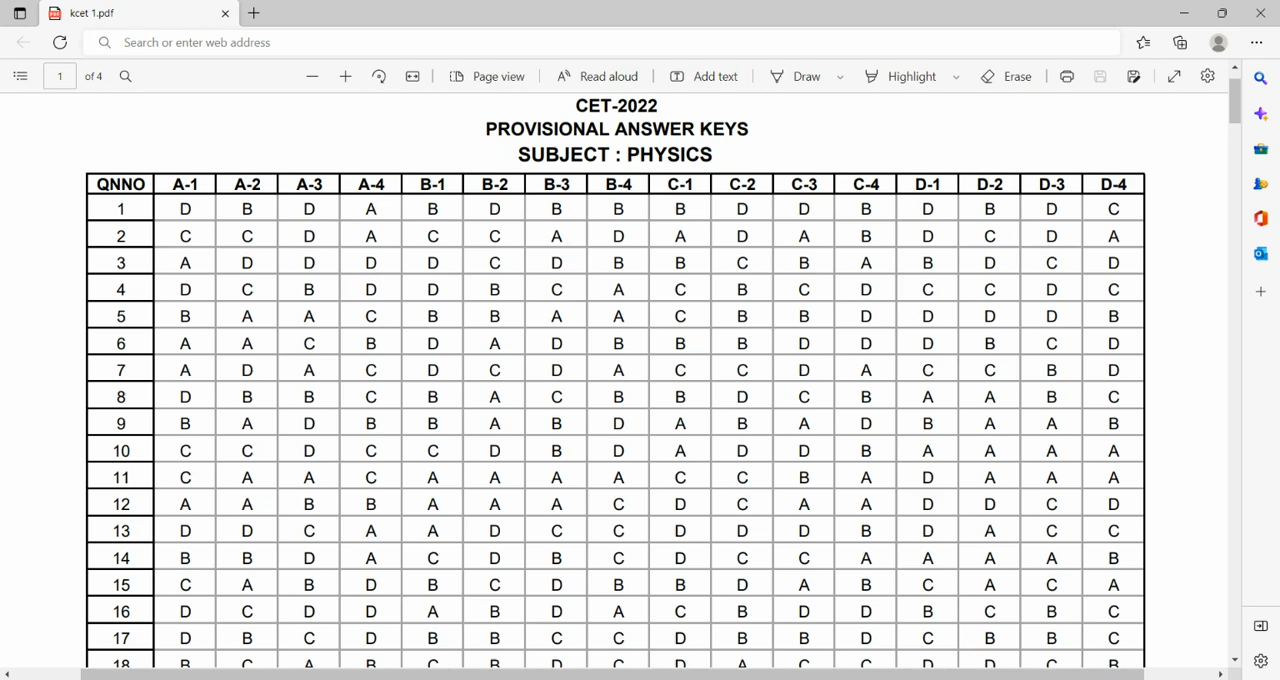 kcet 1.pdf
Search or enter web address
1 of 4
Page view
Read aloud
Add text
Draw
Highlight
Erase
CET-2022
PROVISIONAL ANSWER KEYS
SUBJECT : PHYSICS
QNNO A-1 A-2 A-3 A-4 B-1 B-2 B-3 B-4 C-1 C-2 C-3 C-4 D-1 D-2 D-3 D-4
1 D B D A B D B B B D D B D B D C
2 C C D A C C A D A D A B D C D A
3 A D D D D C D B B C B A B D C D
4 D C B D D B C A C B C D C C D C
5 B A A C B B A A C B B D D D D B
6 A A C B D A D B B B D D D B C D
7 A D A C D C D A C C D A C C B D
8 D B B C B A C B B D C B A A B C
9 B A D B B A B D A B A D B A A B
10 C C D C C D B D A D D B A A A A
11 C A A C A A A A C C B A D A A A
12 A A B B A A A C D C A A D D C D
13 D D C A A D C C D D D B D A C C
14 B B D A C D B C D C C A A A A B
15 C A B D B C D B B D A B C A C A
16 D C D D A B D A C B D D B C B C
17 D B C D B B C C D B B D C B B C
18 B C A B C B D C D A C C D D C B